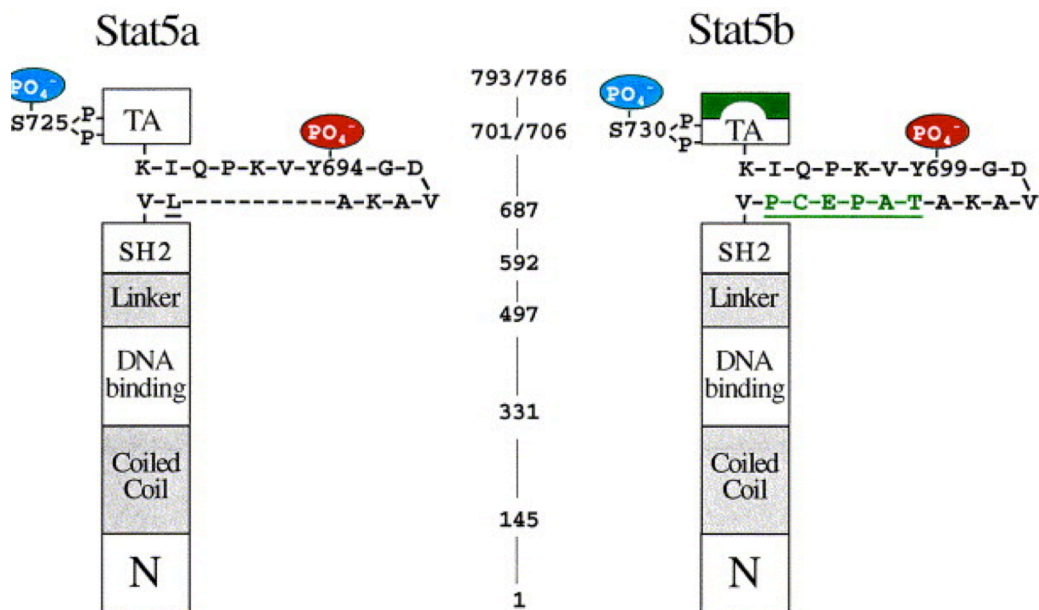 Stat5a
PO4⁻
S725
P
P
TA
PO4⁻
K-I-Q-P-K-V-Y694-G-D
V-L------------A-K-A-V
SH2
Linker
DNA
binding
Coiled
Coil
N
793/786
701/706
687
592
497
331
145
1
Stat5b
PO4⁻
S730
P
P
TA
PO4⁻
K-I-Q-P-K-V-Y699-G-D
V-P-C-E-P-A-T-A-K-A-V
SH2
Linker
DNA
binding
Coiled
Coil
N